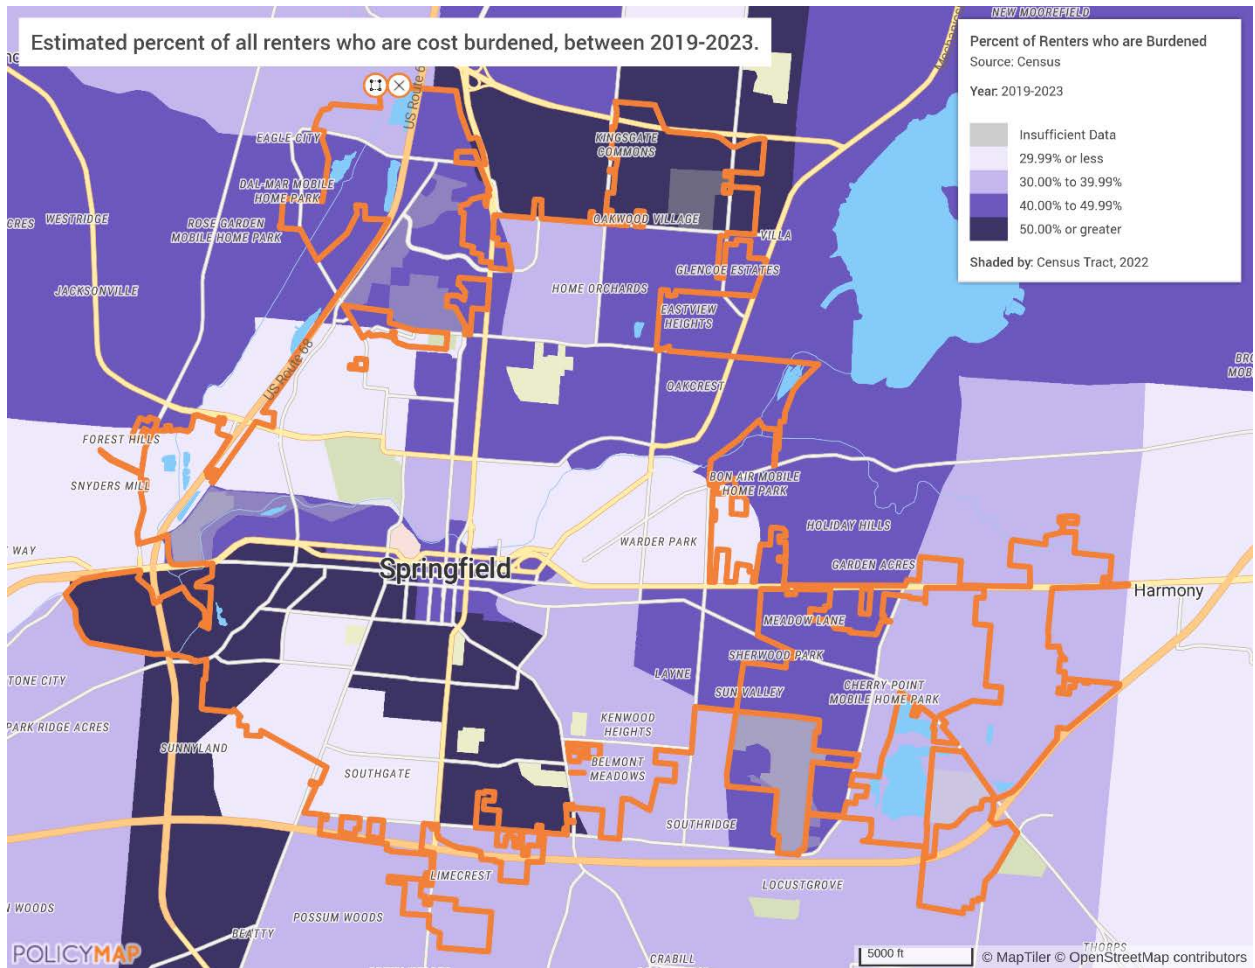 Estimated percent of all renters who are cost burdened, between 2019-2023.
NEW MOOREFIELD
Percent of Renters who are Burdened
Source: Census
Year: 2019-2023
Insufficient Data
29.99% or less
30.00% to 39.99%
40.00% to 49.99%
50.00% or greater
Shaded by: Census Tract, 2022
US Route 6
EAGLE CITY
KINGSGATE
COMMONS
DAL-MAR MOBILE
HOME PARK
ACRES
WESTRIDGE
ROSE GARDEN
MOBILE HOME PARK
OAKWOOD VILLAGE
VILLA
GLENCOE ESTATES
JACKSONVILLE
HOME ORCHARDS
EASTVIEW
HEIGHTS
US Route 68
BRO
MOB
OAKCREST
FOREST HILLS
SNYDERS MILL
BON AIR MOBILE
HOME PARK
HOLIDAY HILLS
WAY
WARDER PARK
GARDEN ACRES
Springfield
Harmony
MEADOW LANE
SHERWOOD PARK
LAYNE
SUN VALLEY
CHERRY POINT
MOBILE HOME PARK
TONE CITY
PARK RIDGE ACRES
KENWOOD
HEIGHTS
SUNNYLAND
SOUTHGATE
BELMONT
MEADOWS
SOUTHRIDGE
LIMECREST
LOCUSTGROVE
N WOODS
POSSUM WOODS
BEATTY
CRABILL
THORPS
POLICYMAP
5000 ft
© MapTiler © OpenStreetMap contributors